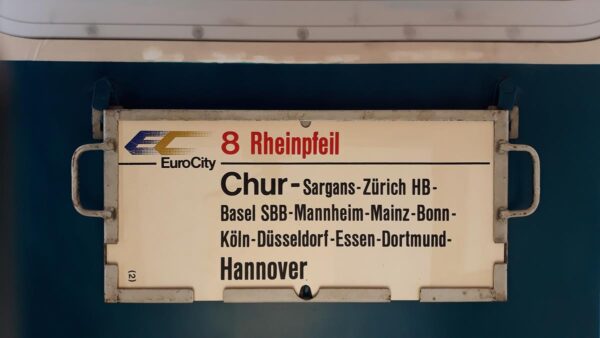 EC
EuroCity
8 Rheinpfeil
Chur-Sargans-Zürich HB-
Basel SBB-Mannheim-Mainz-Bonn-
Köln-Düsseldorf-Essen-Dortmund-
Hannover
(2)